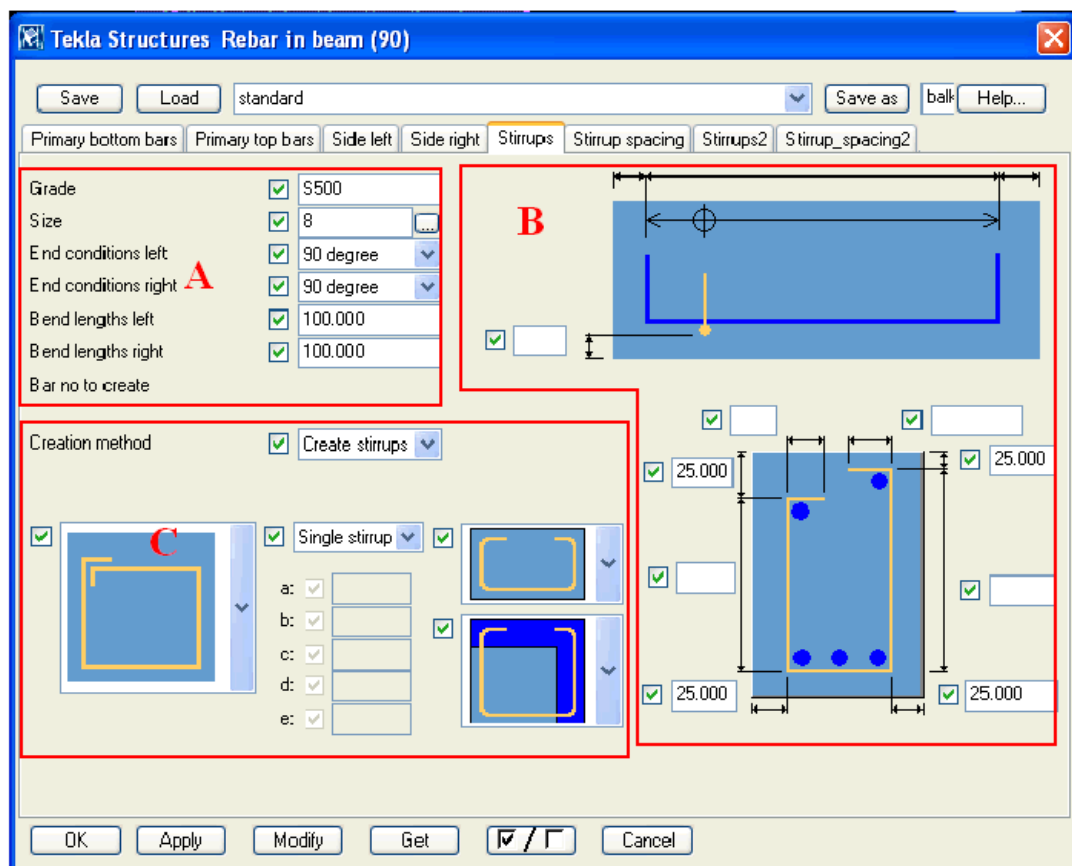 Tekla Structures Rebar in beam (90)
Save Load standard Save as balk Help...
Primary bottom bars Primary top bars Side left Side right Stirrups Stirrup spacing Stirrups2 Stirrup_spacing2
Grade S500
Size 8 ...
End conditions left 90 degree
End conditions right 90 degree
Bend lengths left 100.000
Bend lengths right 100.000
Bar no to create
A
B
Creation method Create stirrups
C
Single stirrup
a:
b:
c:
d:
e:
25.000 25.000
25.000 25.000
OK Apply Modify Get / Cancel